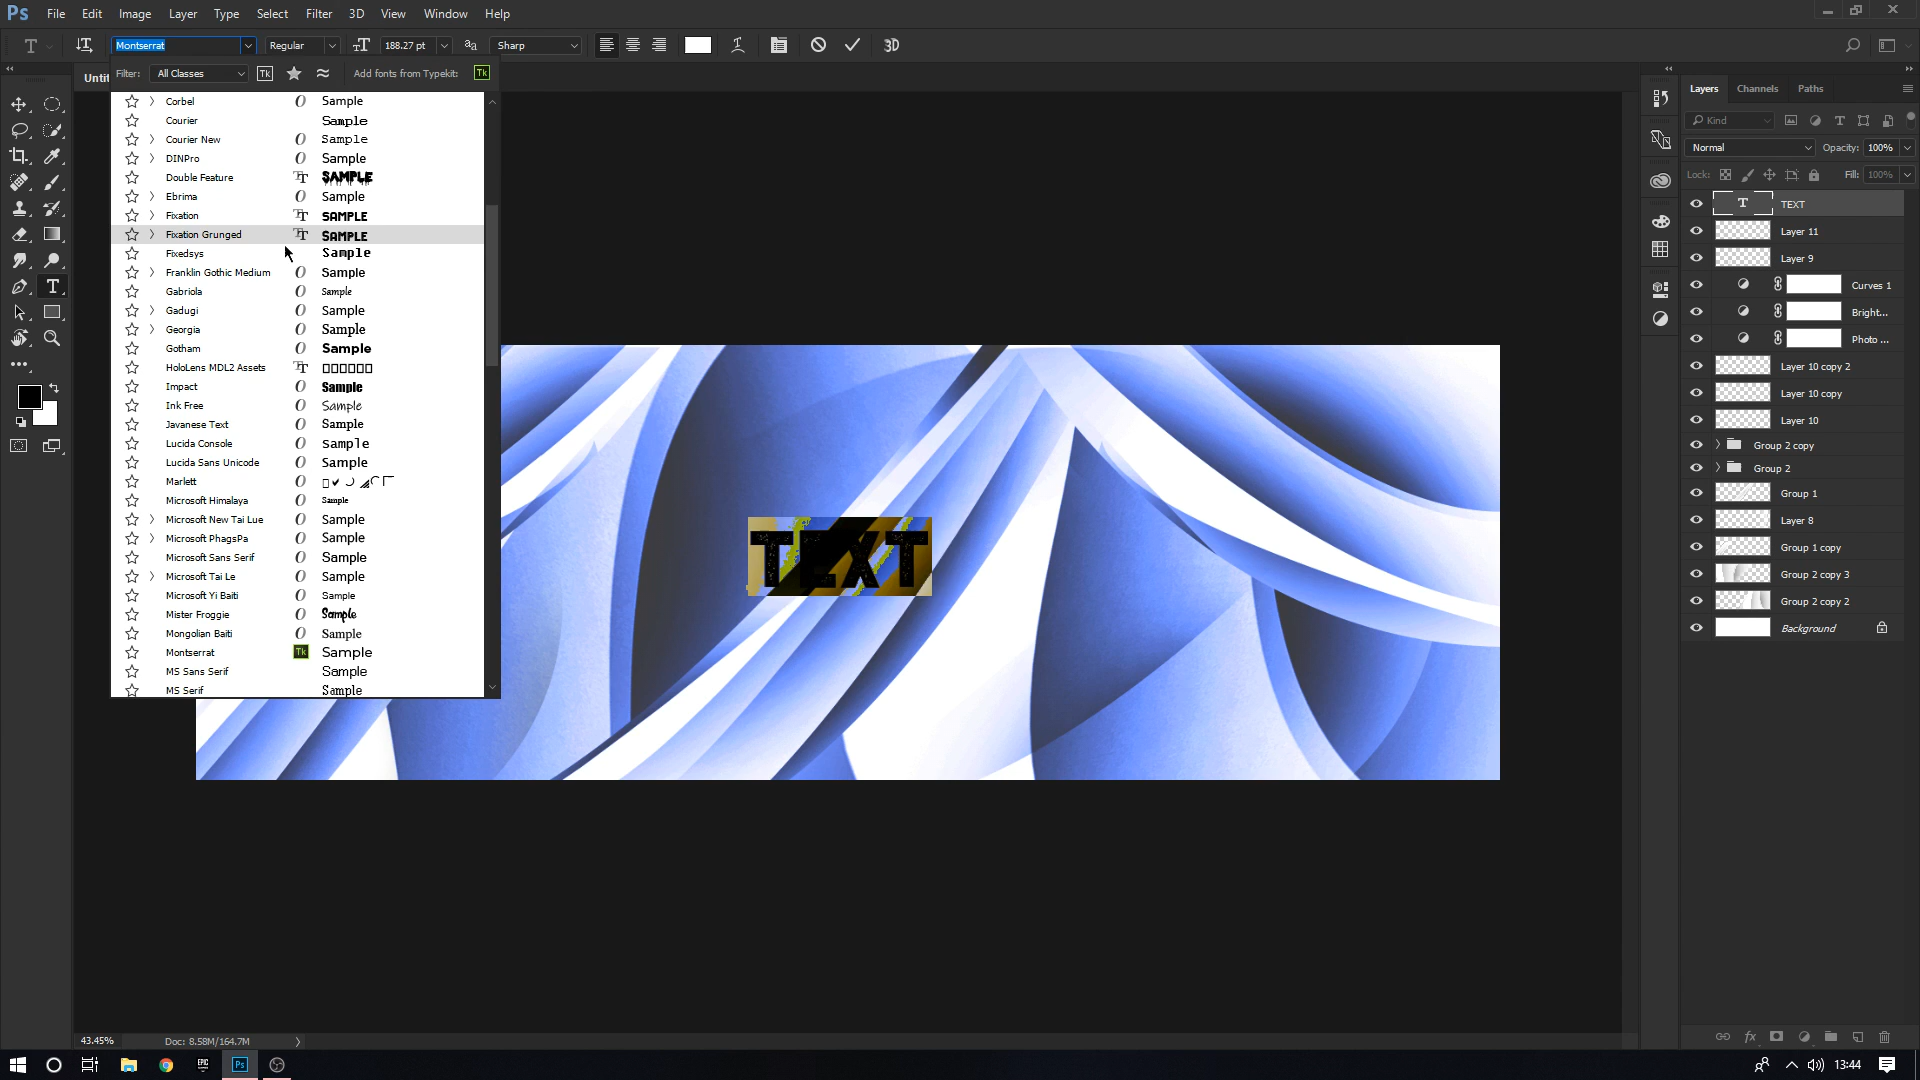 Ps File Edit Image Layer Type Select Filter 3D View Window Help
T Montserrat Regular 188.27 pt Sharp 3D
Filter: All Classes Tk Add fonts from Typekit: Tk
Untit
Corbel Sample
Courier Sample
Courier New Sample
DINPro Sample
Double Feature SAMPLE
Ebrima Sample
Fixation SAMPLE
Fixation Grunged SAMPLE
Fixedsys Sample
Franklin Gothic Medium Sample
Gabriola Sample
Gadugi Sample
Georgia Sample
Gotham Sample
HoloLens MDL2 Assets
Impact Sample
Ink Free Sample
Javanese Text Sample
Lucida Console Sample
Lucida Sans Unicode Sample
Marlett
Microsoft Himalaya Sample
Microsoft New Tai Lue Sample
Microsoft PhagsPa Sample
Microsoft Sans Serif Sample
Microsoft Tai Le Sample
Microsoft Yi Baiti Sample
Mister Froggie Sample
Mongolian Baiti Sample
Montserrat Tk Sample
MS Sans Serif Sample
MS Serif Sample
TEXT
Layers Channels Paths
Kind
Normal Opacity: 100%
Lock: Fill: 100%
T TEXT
Layer 11
Layer 9
Curves 1
Bright...
Photo ...
Layer 10 copy 2
Layer 10 copy
Layer 10
Group 2 copy
Group 2
Group 1
Layer 8
Group 1 copy
Group 2 copy 3
Group 2 copy 2
Background
43.45% Doc: 8.58M/164.7M
fx
EPIC Ps 13:44